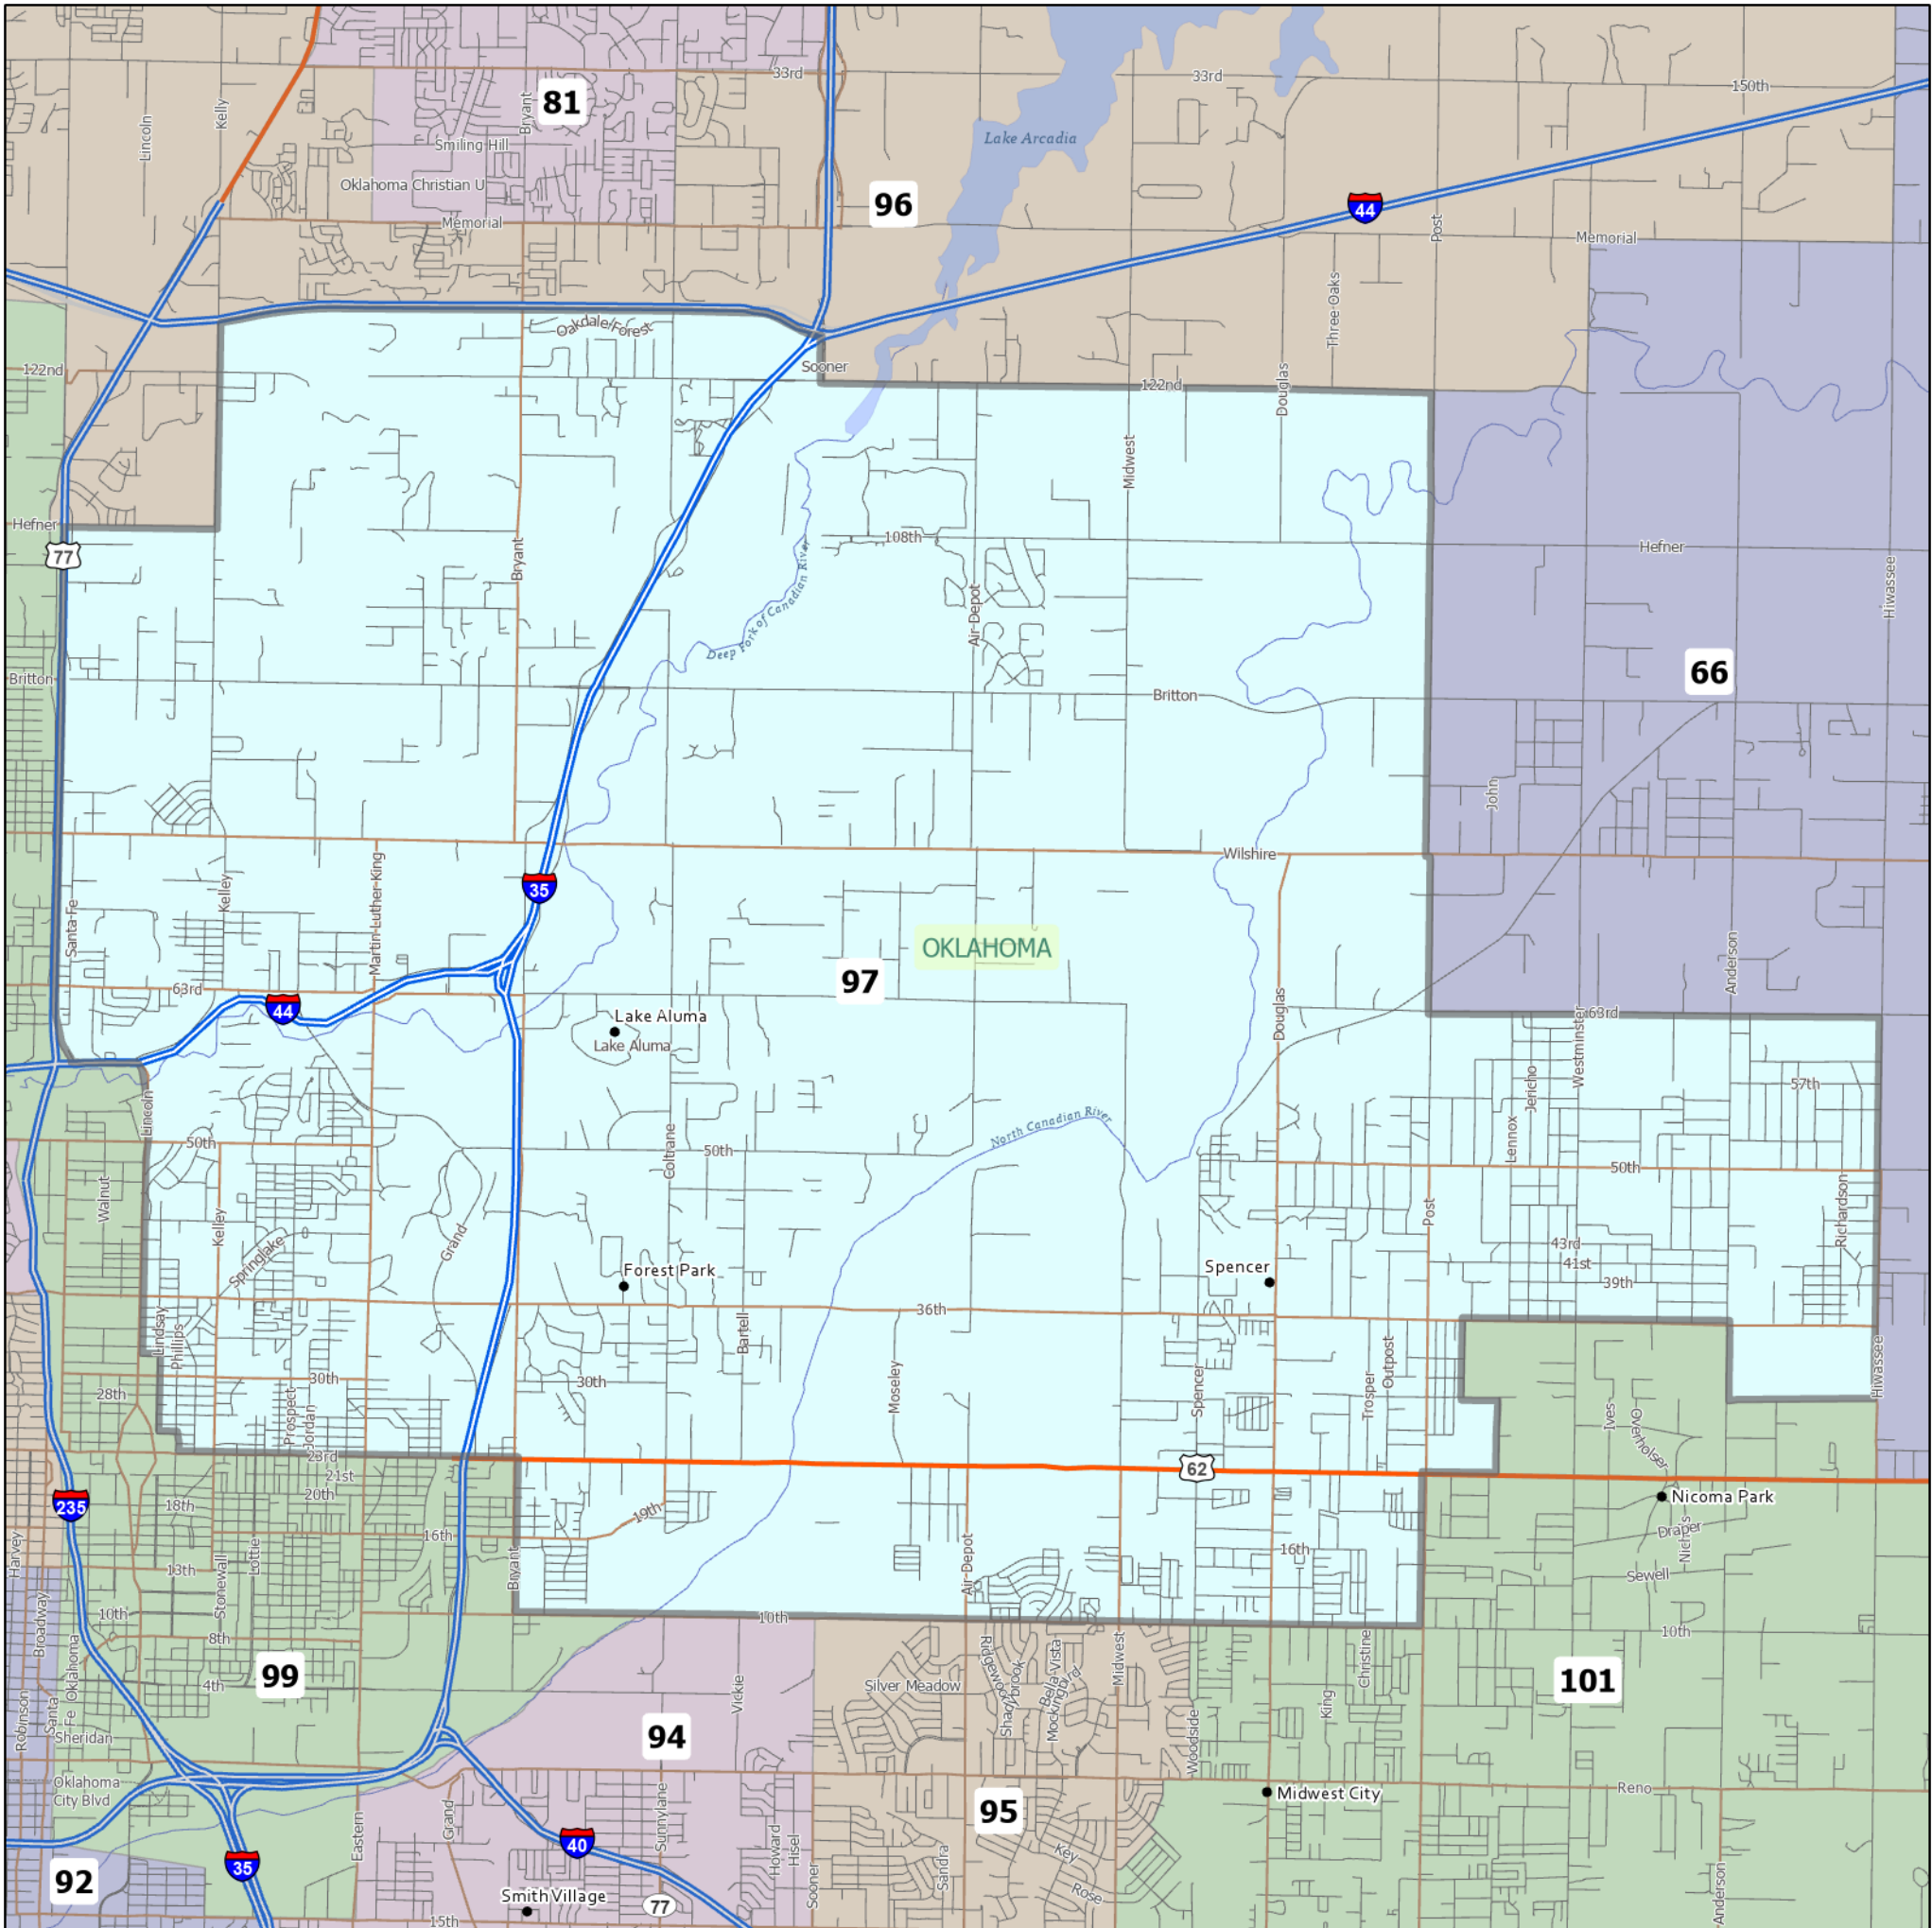 33rd
33rd
150th
81
Kelly
Lincoln
Bryant
Smiling Hill
Lake Arcadia
Oklahoma Christian U
96
44
Memorial
Post
Memorial
Three-Oaks
Oakdale/Forest
122nd
Sooner
122nd
Douglas
Midwest
Hefner
77
108th
Hefner
Bryant
Deep Fork of Canadian River
Air-Depot
Hiwassee
Britton
66
Britton
John
Wilshire
35
Kelley
Martin-Luther-King
Santa-Fe
OKLAHOMA
97
Anderson
63rd
44
Lake Aluma
Lake Aluma
Douglas
63rd
Westminster
Jericho
57th
Lincoln
Lennox
North Canadian River
50th
Coltrane
50th
50th
Walnut
Kelley
Springlake
Grand
Post
Richardson
43rd
41st
39th
Forest Park
Spencer
36th
Lindsay
Phillips
Bartell
Outpost
Hiwassee
30th
30th
28th
Moseley
Spencer
Trosper
Prospect
Jordan
Ives
Overholser
23rd
21st
20th
62
235
18th
19th
Nicoma Park
Draper
Nichols
16th
16th
Harvey
13th
Stonewall
Lottie
Bryant
Air-Depot
Sewell
10th
10th
10th
Broadway
8th
99
4th
Santa Fe
Oklahoma
Robinson
Sheridan
Vickie
Silver Meadow
Ridgewood
Shadybrook
Bella-Vista
Mockingbird
Midwest
Christine
King
Woodside
101
94
Oklahoma
City Blvd
Reno
Midwest City
95
Eastern
Grand
Sunnylane
40
35
Howard
Hisel
Sooner
Sandra
Key
Rose
Anderson
92
Smith Village
77
15th